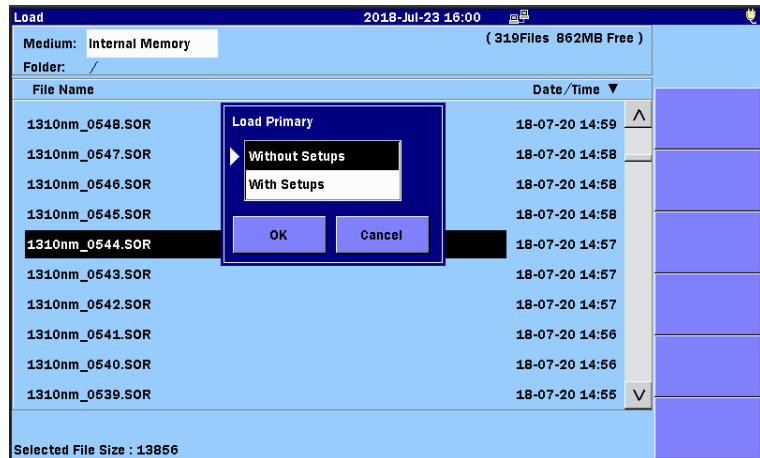 Load 2018-Jul-23 16:00
Medium: Internal Memory (319Files 862MB Free)
Folder: /
File Name Date/Time ▼
1310nm_0548.SOR 18-07-20 14:59
1310nm_0547.SOR 18-07-20 14:58
1310nm_0546.SOR 18-07-20 14:58
1310nm_0545.SOR 18-07-20 14:58
1310nm_0544.SOR 18-07-20 14:57
1310nm_0543.SOR 18-07-20 14:57
1310nm_0542.SOR 18-07-20 14:57
1310nm_0541.SOR 18-07-20 14:56
1310nm_0540.SOR 18-07-20 14:56
1310nm_0539.SOR 18-07-20 14:55
Load Primary
Without Setups
With Setups
OK Cancel
Selected File Size : 13856